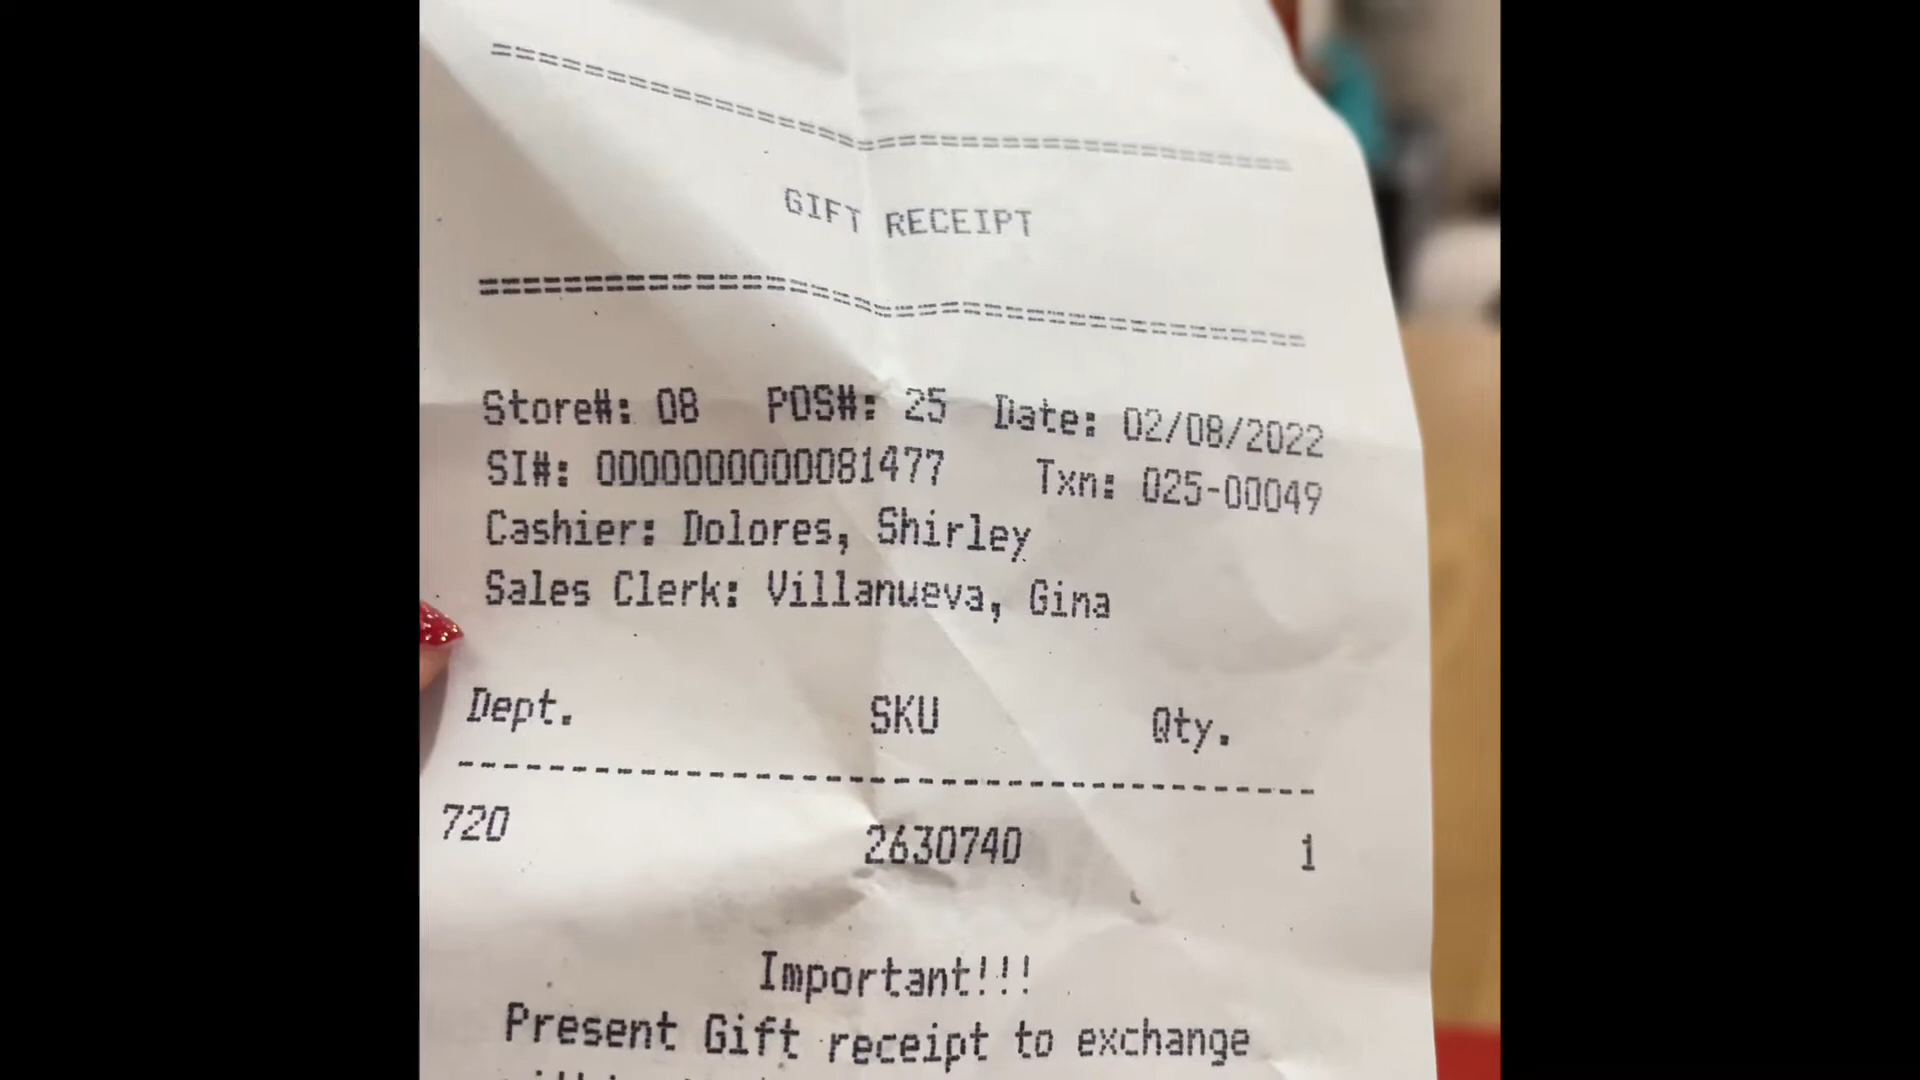 ==========================================
GIFT RECEIPT
==========================================
Store#: 08 POS#: 25 Date: 02/08/2022
SI#: 0000000000081477 Txn: 025-00049
Cashier: Dolores, Shirley
Sales Clerk: Villanueva, Gina
Dept. SKU Qty.
------------------------------------------
720 2630740 1
Important!!!
Present Gift receipt to exchange